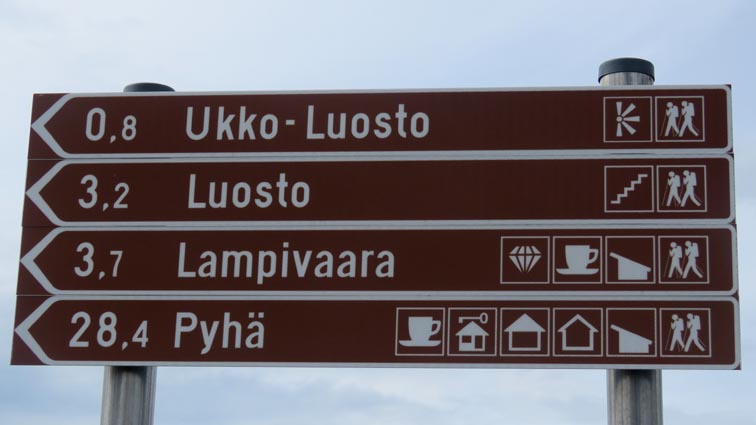 0,8 Ukko-Luosto
3,2 Luosto
3,7 Lampivaara
28,4 Pyhä